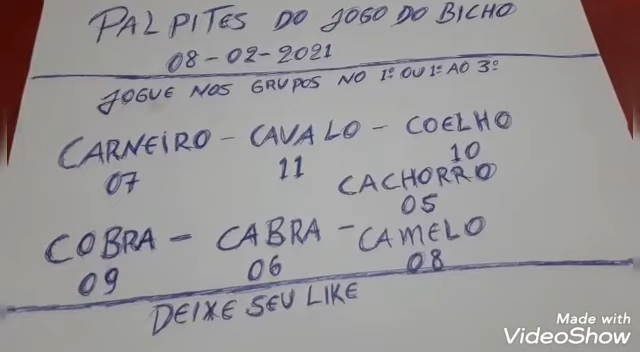 PALPITES DO JOGO DO BICHO
08-02-2021
JOGUE NOS GRUPOS NO 1º OU 1º AO 3º
CARNEIRO - CAVALO - COELHO
07 11 10
CACHORRO
05
COBRA - CABRA - CAMELO
09 06 08
DEIXE SEU LIKE
Made with
VideoShow